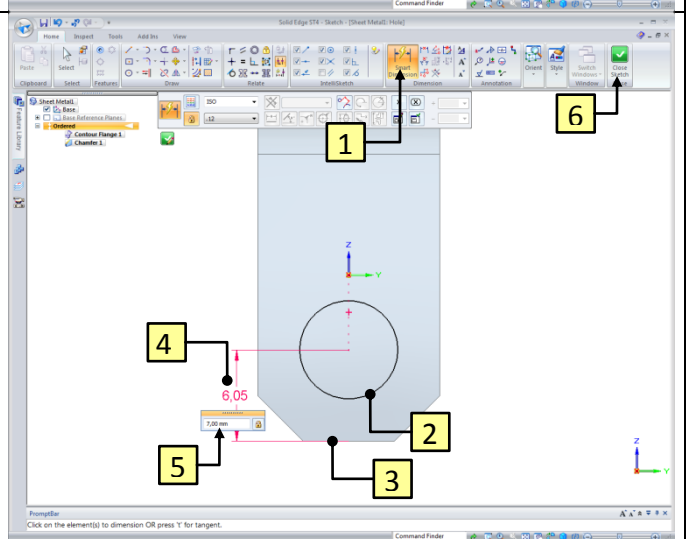 Command Finder
Solid Edge ST4 - Sketch - [Sheet Metal1: Hole]
Home Inspect Tools Add Ins View
Paste
Select
Smart
Dimension
Orient
Style
Switch
Windows
Close
Sketch
Clipboard Select Features Draw Relate IntelliSketch Dimension Annotation Window
Feature Library
Sheet Metal1
Base
Base Reference Planes
Ordered
Contour Flange 1
Chamfer 1
ISO
.12
1
6
Z
Y
4
6,05
7,00 mm
2
5
3
Z
Y
PromptBar
Click on the element(s) to dimension OR press 't' for tangent.
Command Finder